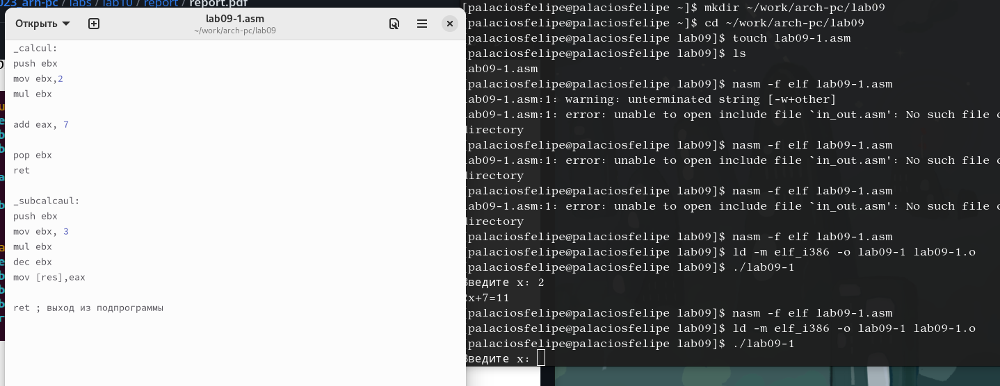 023_arh-pc / labs / lab10 / report / report.pdf
Открыть
lab09-1.asm
~/work/arch-pc/lab09
_calcul:
push ebx
mov ebx,2
mul ebx
add eax, 7
pop ebx
ret
_subcalcaul:
push ebx
mov ebx, 3
mul ebx
dec ebx
mov [res],eax
ret ; выход из подпрограммы
[palaciosfelipe@palaciosfelipe ~]$ mkdir ~/work/arch-pc/lab09
[palaciosfelipe@palaciosfelipe ~]$ cd ~/work/arch-pc/lab09
[palaciosfelipe@palaciosfelipe lab09]$ touch lab09-1.asm
[palaciosfelipe@palaciosfelipe lab09]$ ls
lab09-1.asm
[palaciosfelipe@palaciosfelipe lab09]$ nasm -f elf lab09-1.asm
lab09-1.asm:1: warning: unterminated string [-w+other]
lab09-1.asm:1: error: unable to open include file `in_out.asm': No such file o
directory
[palaciosfelipe@palaciosfelipe lab09]$ nasm -f elf lab09-1.asm
lab09-1.asm:1: error: unable to open include file `in_out.asm': No such file o
directory
[palaciosfelipe@palaciosfelipe lab09]$ nasm -f elf lab09-1.asm
lab09-1.asm:1: error: unable to open include file `in_out.asm': No such file o
directory
[palaciosfelipe@palaciosfelipe lab09]$ nasm -f elf lab09-1.asm
[palaciosfelipe@palaciosfelipe lab09]$ ld -m elf_i386 -o lab09-1 lab09-1.o
[palaciosfelipe@palaciosfelipe lab09]$ ./lab09-1
Введите x: 2
2x+7=11
[palaciosfelipe@palaciosfelipe lab09]$ nasm -f elf lab09-1.asm
[palaciosfelipe@palaciosfelipe lab09]$ ld -m elf_i386 -o lab09-1 lab09-1.o
[palaciosfelipe@palaciosfelipe lab09]$ ./lab09-1
Введите x: